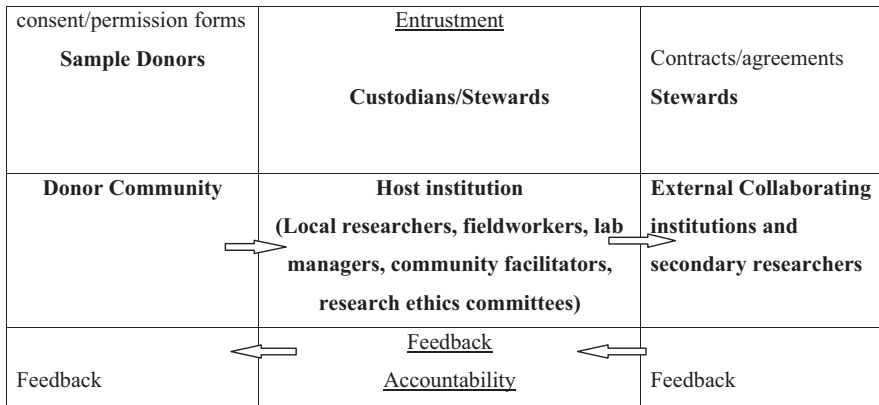 consent/permission forms
Sample Donors
Entrustment
Custodians/Stewards
Contracts/agreements
Stewards
Donor Community
Host institution
(Local researchers, fieldworkers, lab
managers, community facilitators,
research ethics committees)
External Collaborating
institutions and
secondary researchers
Feedback
Feedback
Accountability
Feedback